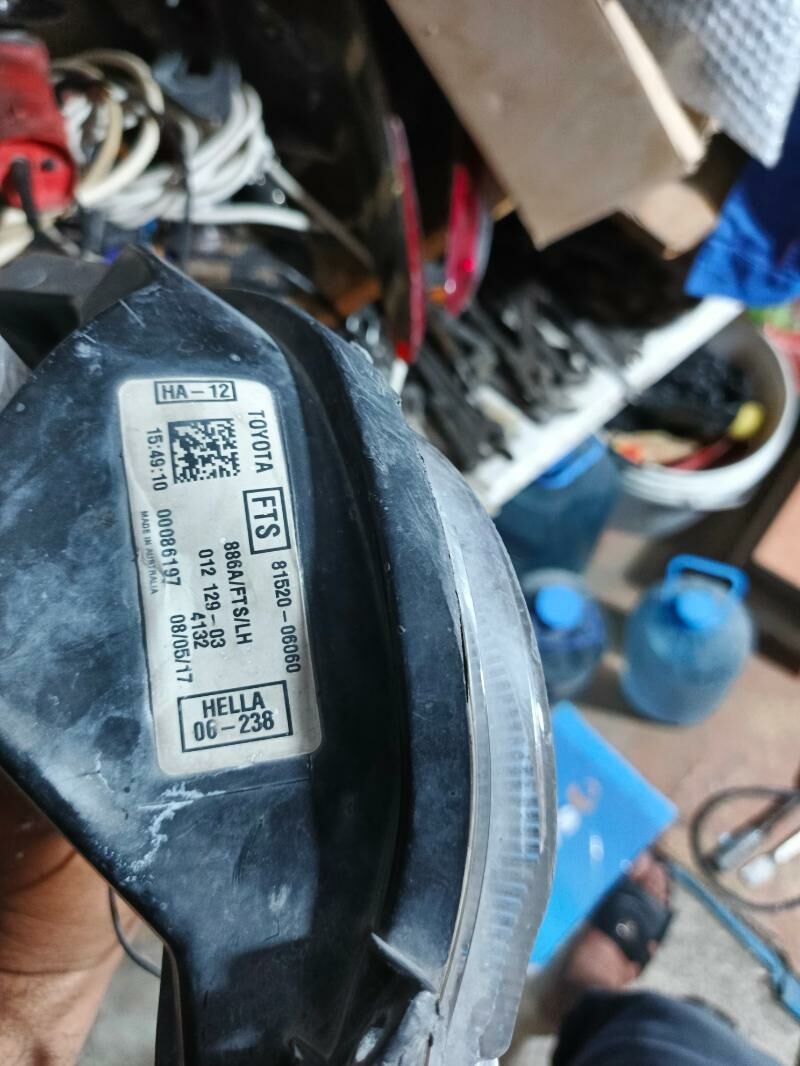 HA-12
TOYOTA
FTS
81520-06060
886A/FTS/LH
012 129-03
4132
15:49:10
00086197
08/05/17
MADE IN AUSTRALIA
HELLA
06-238